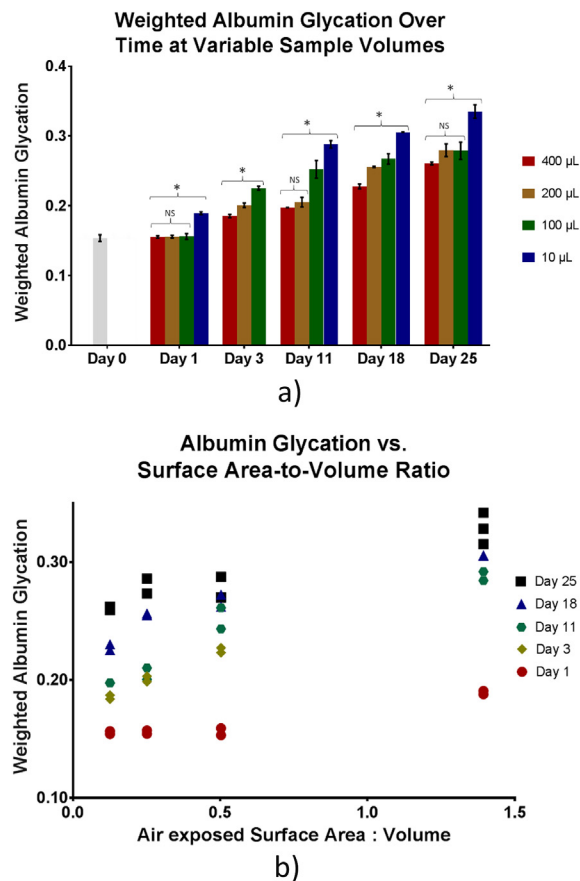 Weighted Albumin Glycation Over
Time at Variable Sample Volumes
Weighted Albumin Glycation
0.4
0.3
0.2
0.1
0.0
*
NS
*
*
NS
*
*
NS
400 µL
200 µL
100 µL
10 µL
Day 0 Day 1 Day 3 Day 11 Day 18 Day 25
a)
Albumin Glycation vs.
Surface Area-to-Volume Ratio
Weighted Albumin Glycation
0.30
0.20
0.10
Day 25
Day 18
Day 11
Day 3
Day 1
0.0 0.5 1.0 1.5
Air exposed Surface Area : Volume
b)